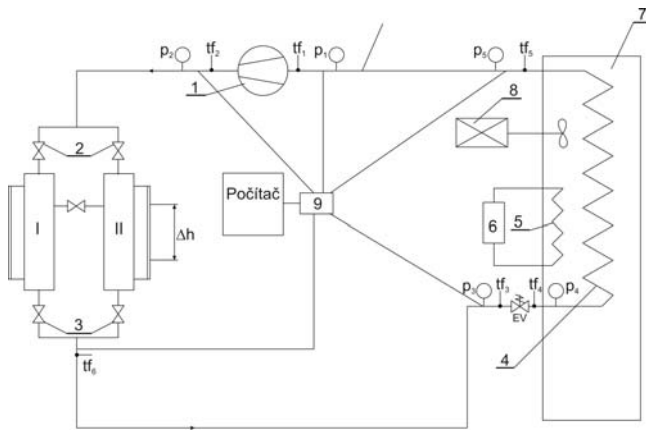 7
p₂
tf₂
tf₁
p₁
p₅
tf₅
1
8
2
Počítač
9
I
II
Δh
6
5
p₃
tf₃
tf₄
p₄
EV
3
4
tf₆